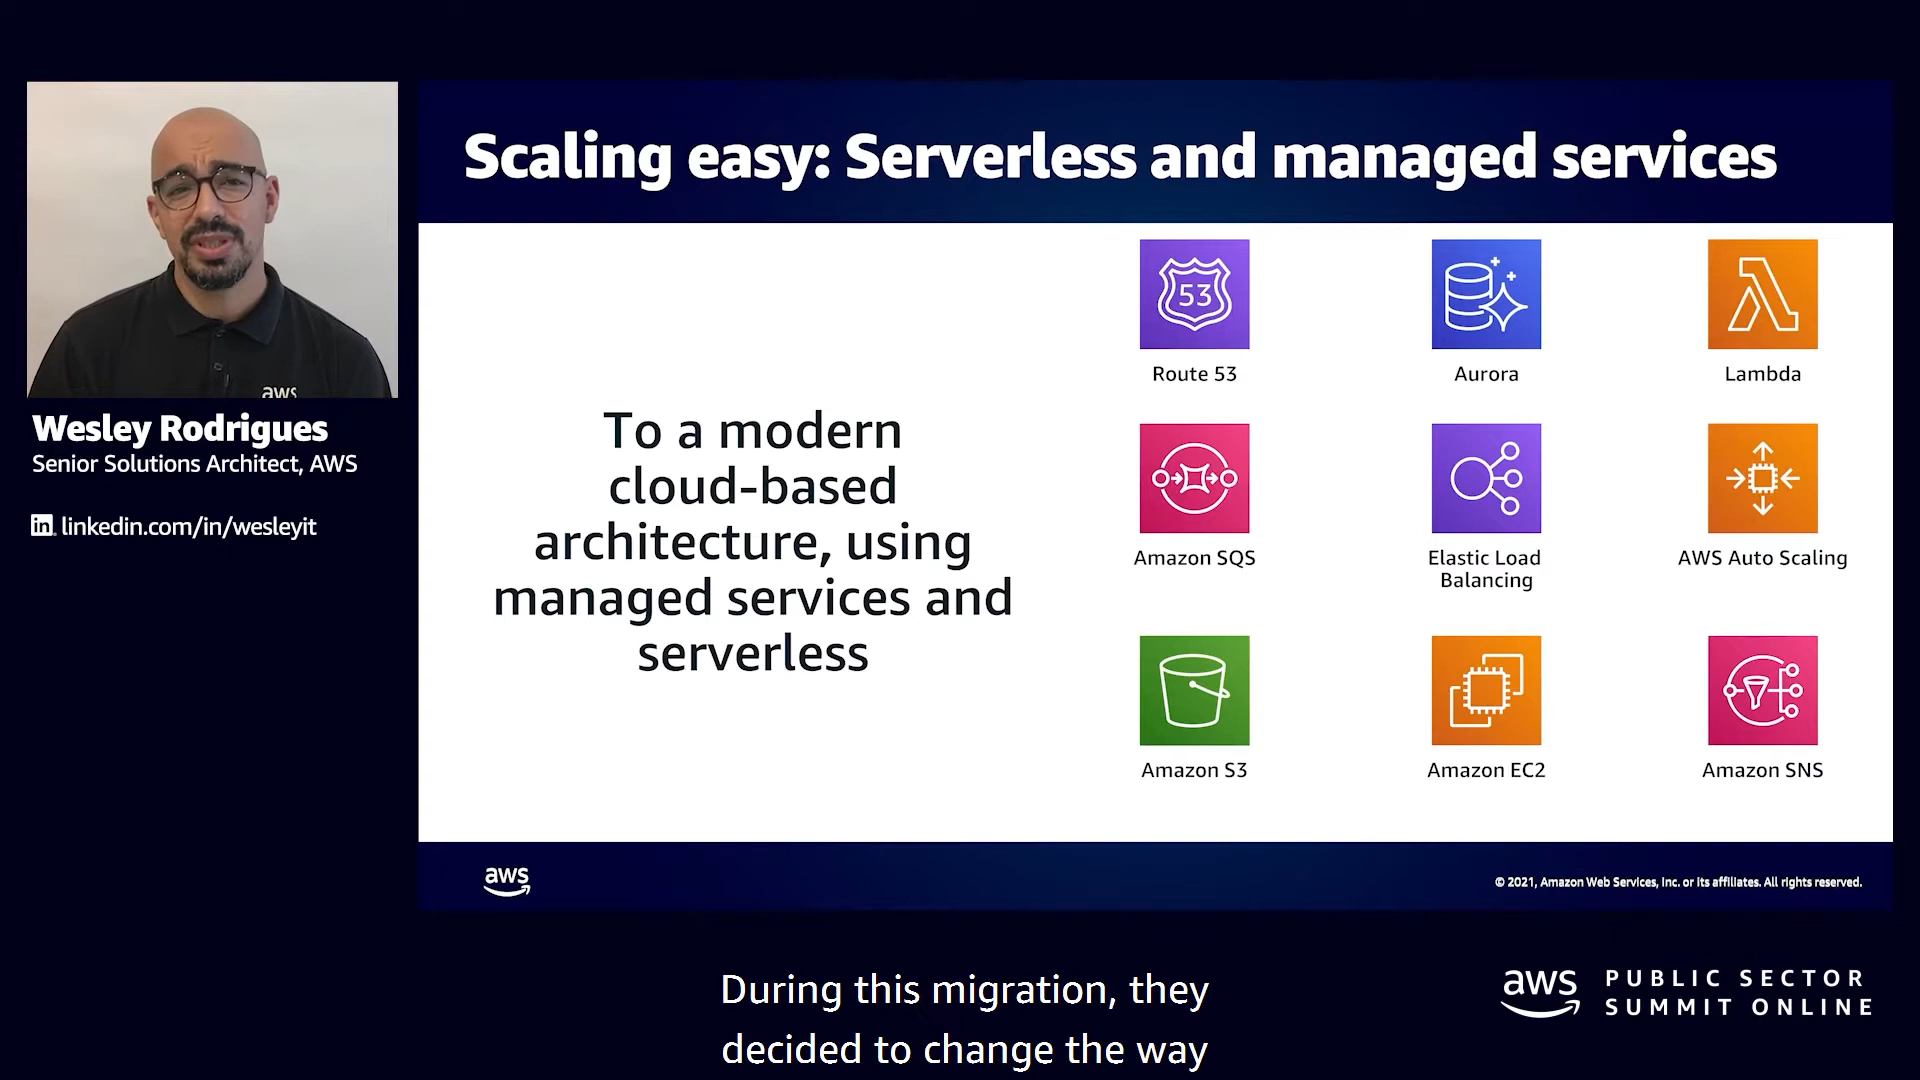 Scaling easy: Serverless and managed services
aws
Wesley Rodrigues
Senior Solutions Architect, AWS
in linkedin.com/in/wesleyit
To a modern
cloud-based
architecture, using
managed services and
serverless
53
Route 53
Aurora
Lambda
Amazon SQS
Elastic Load
Balancing
AWS Auto Scaling
Amazon S3
Amazon EC2
Amazon SNS
aws
© 2021, Amazon Web Services, Inc. or its affiliates. All rights reserved.
During this migration, they
decided to change the way
aws
PUBLIC SECTOR
SUMMIT ONLINE